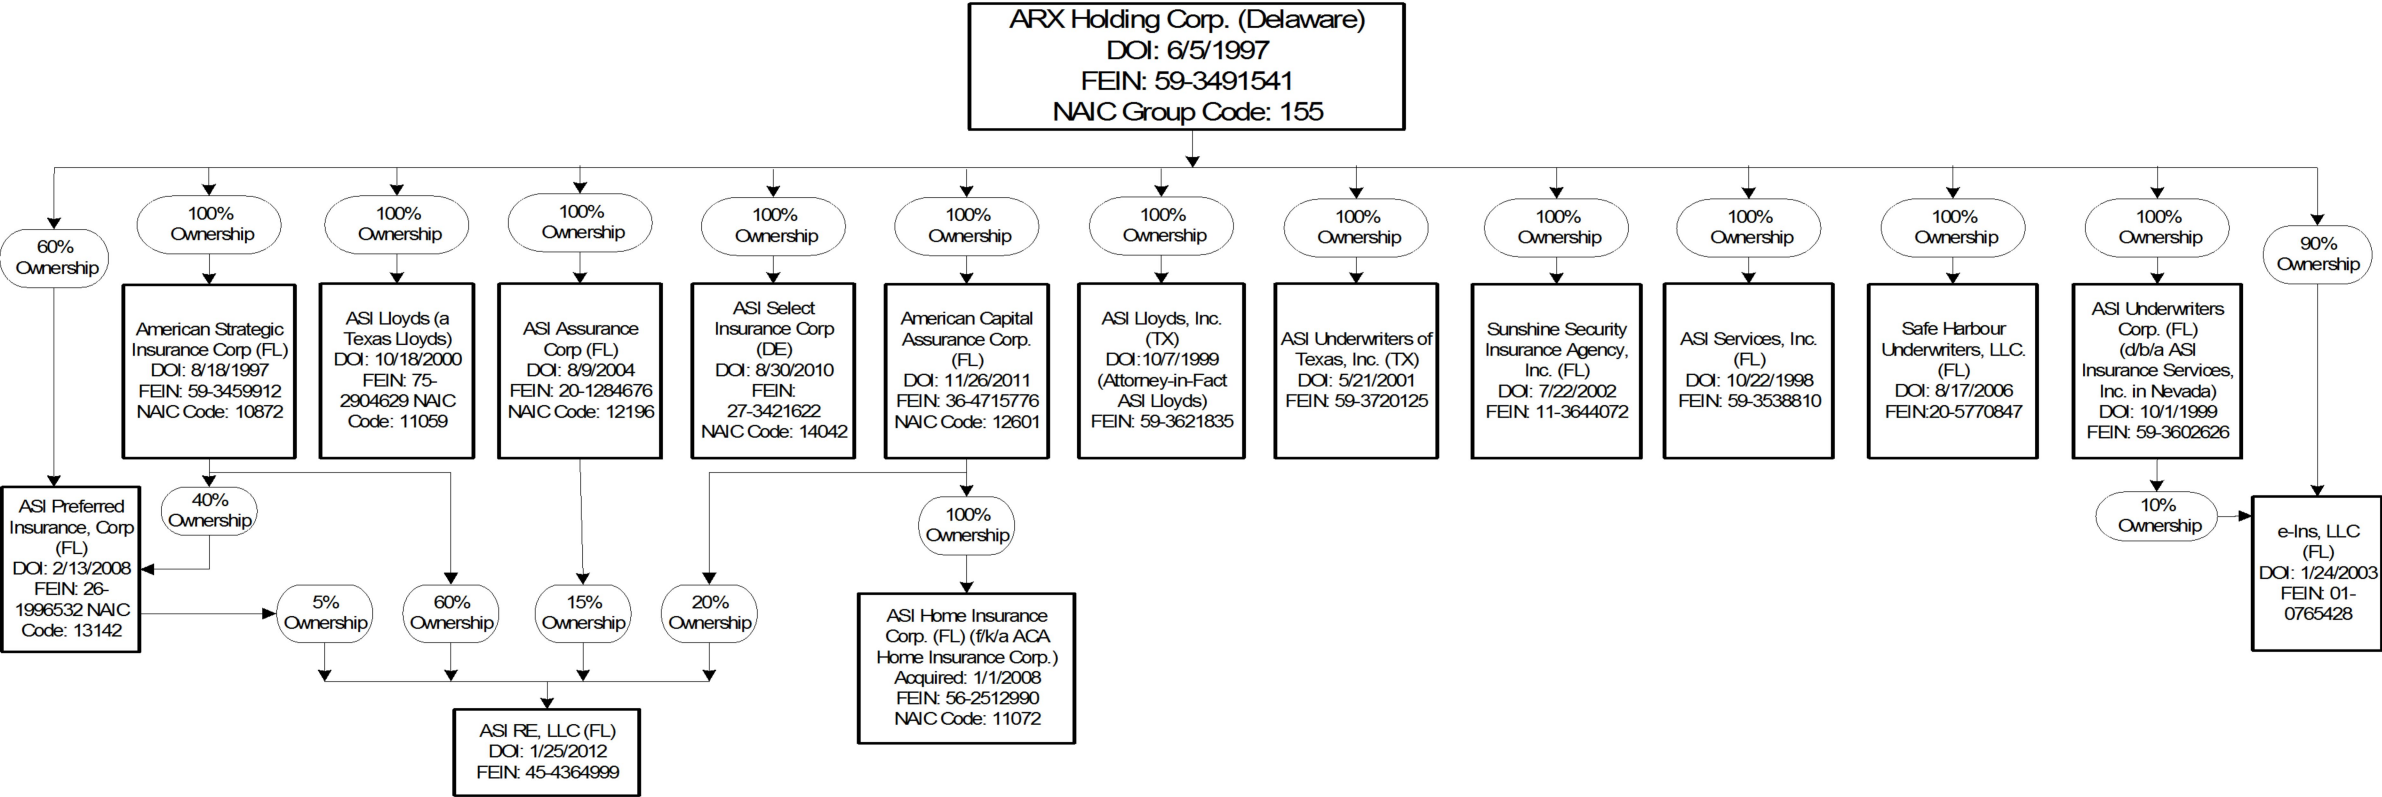 ARX Holding Corp. (Delaware)
DOI: 6/5/1997
FEIN: 59-3491541
NAIC Group Code: 155
60%
Ownership
100%
Ownership
100%
Ownership
100%
Ownership
100%
Ownership
100%
Ownership
100%
Ownership
100%
Ownership
100%
Ownership
100%
Ownership
100%
Ownership
100%
Ownership
90%
Ownership
American Strategic
Insurance Corp (FL)
DOI: 8/18/1997
FEIN: 59-3459912
NAIC Code: 10872
ASI Lloyds (a
Texas Lloyds)
DOI: 10/18/2000
FEIN: 75-
2904629 NAIC
Code: 11059
ASI Assurance
Corp (FL)
DOI: 8/9/2004
FEIN: 20-1284676
NAIC Code: 12196
ASI Select
Insurance Corp
(DE)
DOI: 8/30/2010
FEIN:
27-3421622
NAIC Code: 14042
American Capital
Assurance Corp.
(FL)
DOI: 11/26/2011
FEIN: 36-4715776
NAIC Code: 12601
ASI Lloyds, Inc.
(TX)
DOI:10/7/1999
(Attorney-in-Fact
ASI Lloyds)
FEIN: 59-3621835
ASI Underwriters of
Texas, Inc. (TX)
DOI: 5/21/2001
FEIN: 59-3720125
Sunshine Security
Insurance Agency,
Inc. (FL)
DOI: 7/22/2002
FEIN: 11-3644072
ASI Services, Inc.
(FL)
DOI: 10/22/1998
FEIN: 59-3538810
Safe Harbour
Underwriters, LLC.
(FL)
DOI: 8/17/2006
FEIN:20-5770847
ASI Underwriters
Corp. (FL)
(d/b/a ASI
Insurance Services,
Inc. in Nevada)
DOI: 10/1/1999
FEIN: 59-3602626
ASI Preferred
Insurance, Corp
(FL)
DOI: 2/13/2008
FEIN: 26-
1996532 NAIC
Code: 13142
40%
Ownership
100%
Ownership
10%
Ownership
e-Ins, LLC
(FL)
DOI: 1/24/2003
FEIN: 01-
0765428
5%
Ownership
60%
Ownership
15%
Ownership
20%
Ownership
ASI Home Insurance
Corp. (FL) (f/k/a ACA
Home Insurance Corp.)
Acquired: 1/1/2008
FEIN: 56-2512990
NAIC Code: 11072
ASI RE, LLC (FL)
DOI: 1/25/2012
FEIN: 45-4364999